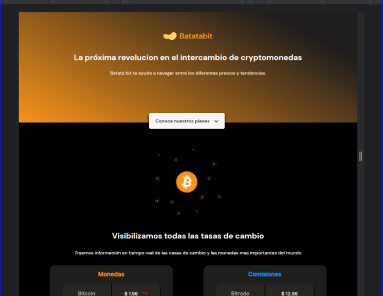 Batatabit
La próxima revolucion en el intercambio de cryptomonedas
Batata bit te ayuda a navegar entre los diferentes precios y tendencias.
Conoce nuestros planes
Visibilizamos todas las tasas de cambio
Traemos información en tiempo real de las casas de cambio y las monedas mas importantes del mundo
Monedas
Comisiones
Bitcoin $ 1.96
Bitrade $ 12.96